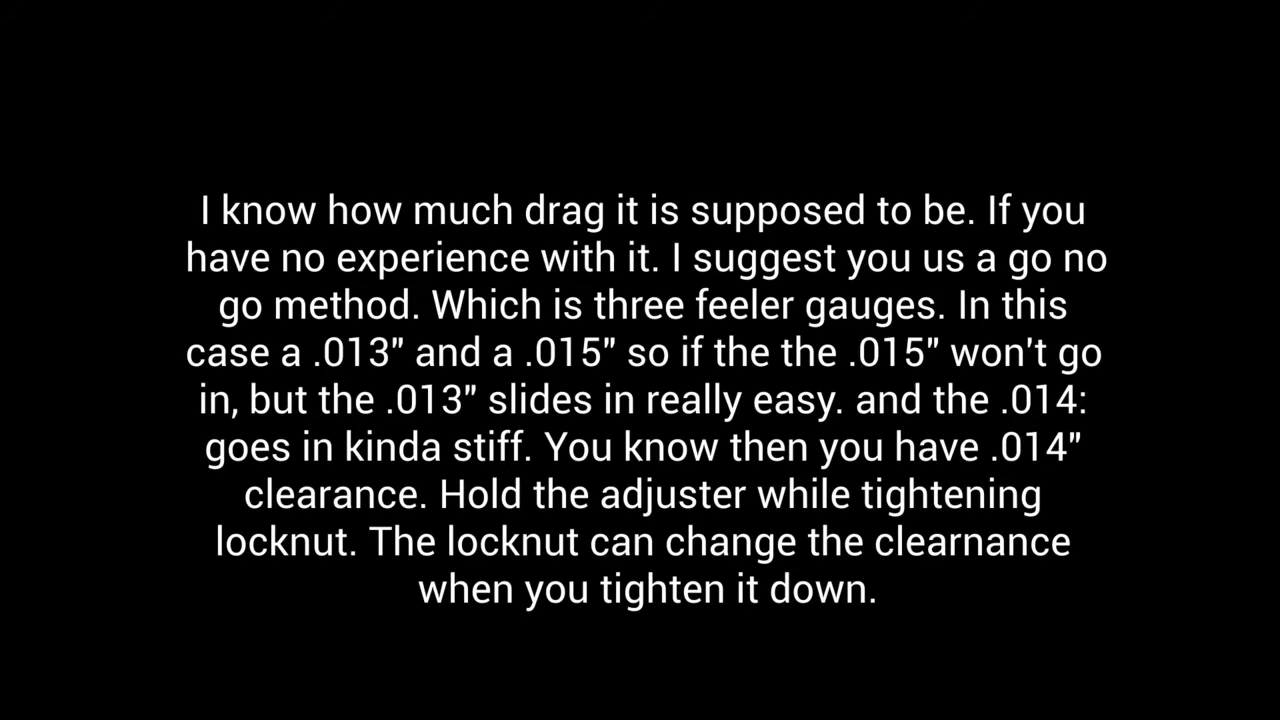 I know how much drag it is supposed to be. If you
have no experience with it. I suggest you us a go no
go method. Which is three feeler gauges. In this
case a .013" and a .015" so if the the .015" won't go
in, but the .013" slides in really easy. and the .014:
goes in kinda stiff. You know then you have .014"
clearance. Hold the adjuster while tightening
locknut. The locknut can change the clearnance
when you tighten it down.